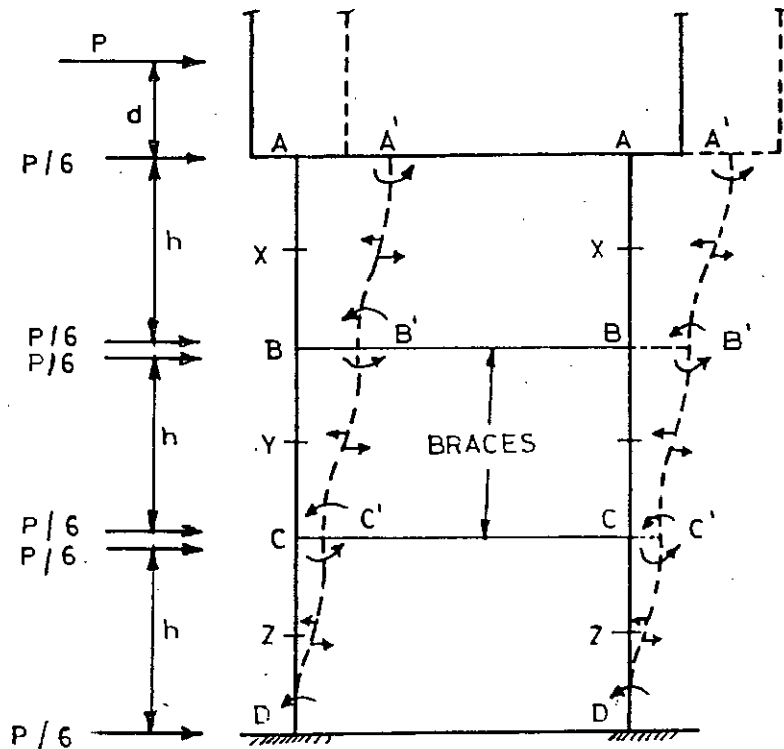 P
d
A A' A A'
P/6
h
X X
P/6
B B' B B'
P/6
h
Y BRACES
P/6
C C' C C'
P/6
h
Z Z
D D
P/6